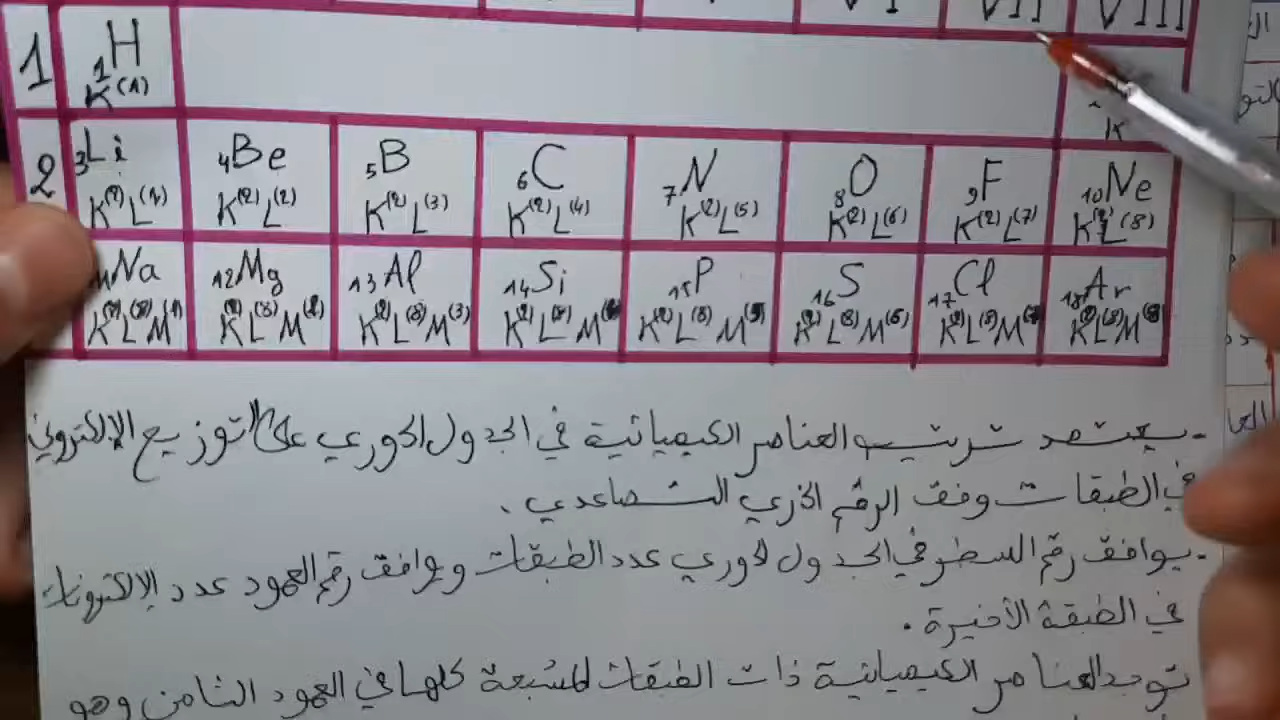 VI VII VIII
1 ₁H
K⁽¹⁾ K
2 ₃Li ₄Be ₅B ₆C ₇N ₈O ₉F ₁₀Ne
K⁽²⁾L⁽¹⁾ K⁽²⁾L⁽²⁾ K⁽²⁾L⁽³⁾ K⁽²⁾L⁽⁴⁾ K⁽²⁾L⁽⁵⁾ K⁽²⁾L⁽⁶⁾ K⁽²⁾L⁽⁷⁾ K⁽²⁾L⁽⁸⁾
₁₁Na ₁₂Mg ₁₃Al ₁₄Si ₁₅P ₁₆S ₁₇Cl ₁₈Ar
K⁽²⁾L⁽⁸⁾M⁽¹⁾ K⁽²⁾L⁽⁸⁾M⁽²⁾ K⁽²⁾L⁽⁸⁾M⁽³⁾ K⁽²⁾L⁽⁸⁾M⁽⁴⁾ K⁽²⁾L⁽⁸⁾M⁽⁵⁾ K⁽²⁾L⁽⁸⁾M⁽⁶⁾ K⁽²⁾L⁽⁸⁾M⁽⁷⁾ K⁽²⁾L⁽⁸⁾M⁽⁸⁾
- يعتمد ترتيب العناصر الكيميائية في الجدول الدوري على التوزيع الإلكتروني
في الطبقات وفق الرقم الذري التصاعدي .
- يوافق رقم السطر في الجدول الدوري عدد الطبقات ويوافق رقم العمود عدد الإلكترونات
في الطبقة الأخيرة .
توجد العناصر الكيميائية ذات الطبقات المشبعة كلها في العمود الثامن وهو